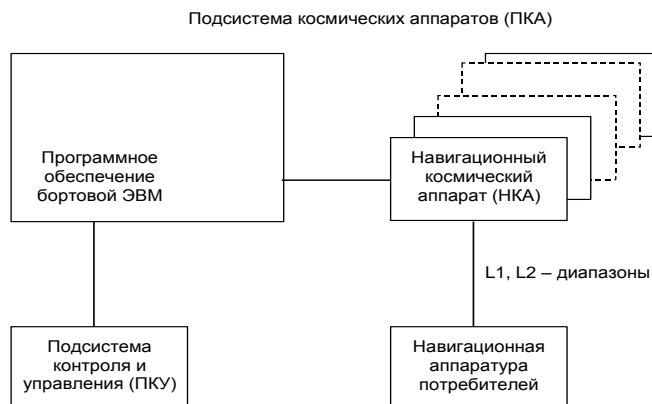 Подсистема космических аппаратов (ПКА)
Программное
обеспечение
бортовой ЭВМ
Навигационный
космический
аппарат (НКА)
L1, L2 – диапазоны
Подсистема
контроля и
управления (ПКУ)
Навигационная
аппаратура
потребителей